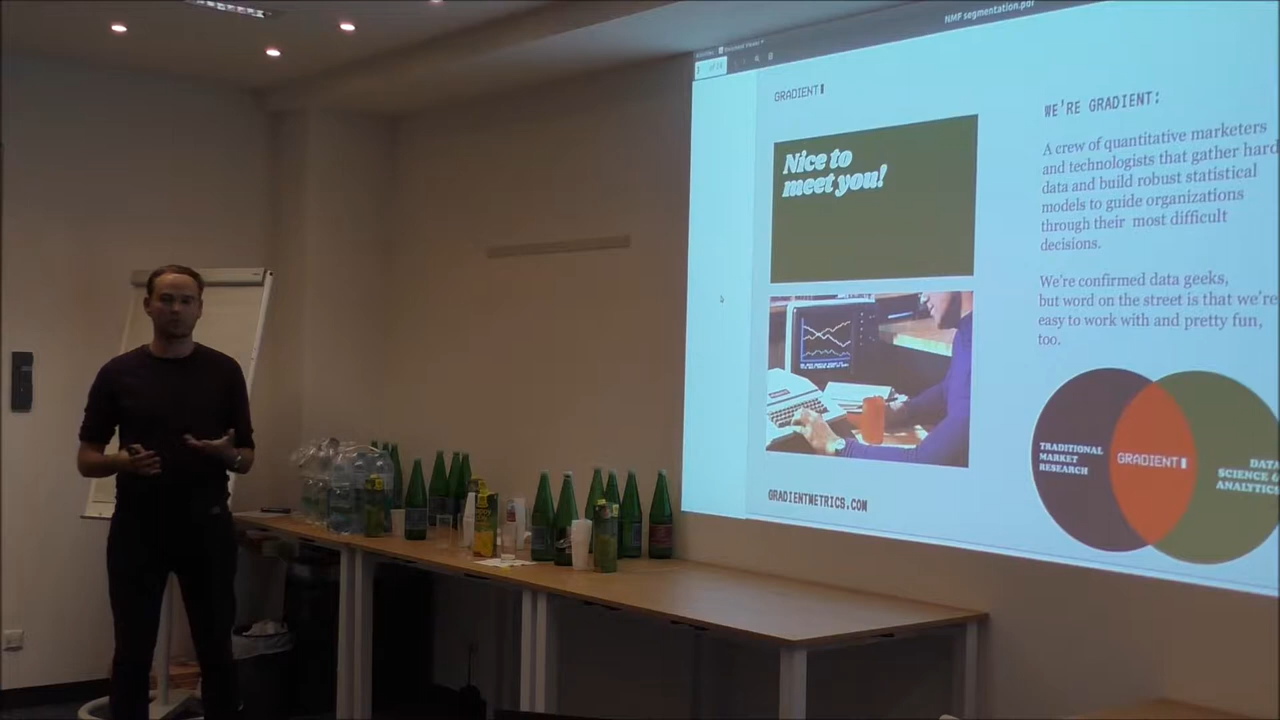 NMF segmentation.pdf
GRADIENT
WE'RE GRADIENT:
Nice to
meet you!
A crew of quantitative marketers
and technologists that gather hard
data and build robust statistical
models to guide organizations
through their most difficult
decisions.
We're confirmed data geeks,
but word on the street is that we're
easy to work with and pretty fun,
too.
TRADITIONAL
MARKET
RESEARCH
GRADIENT
DATA
SCIENCE &
ANALYTICS
GRADIENTMETRICS.COM